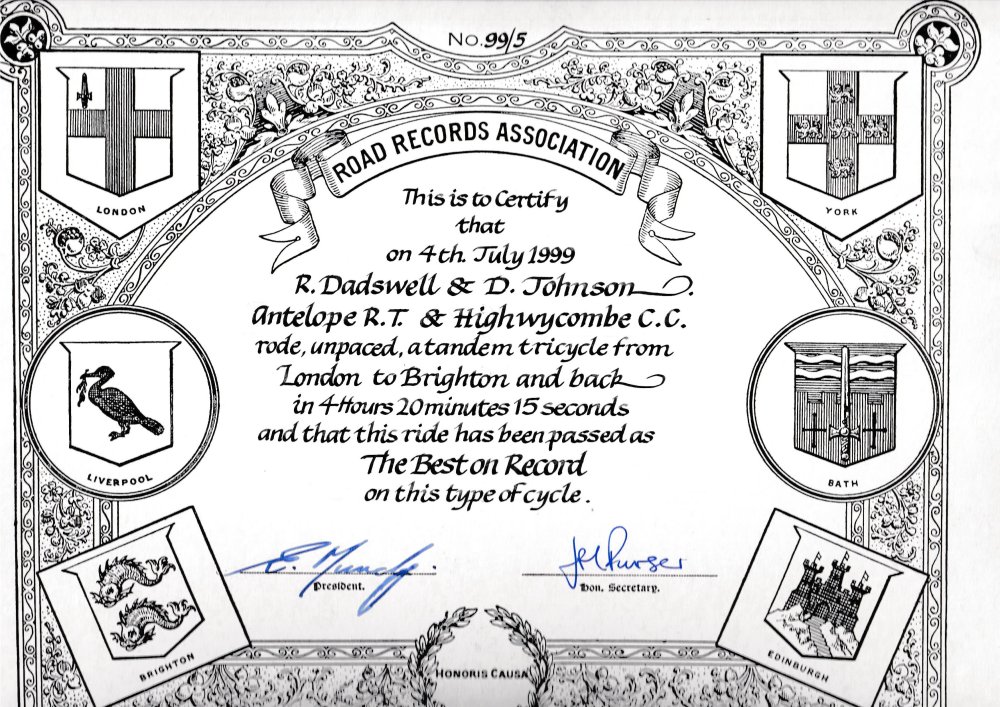 No. 99/5
ROAD RECORDS ASSOCIATION
LONDON
YORK
This is to Certify
that
on 4th. July 1999
R. Dadswell & D. Johnson.
Antelope R.T. & Highwycombe C.C.
rode, unpaced, a tandem tricycle from
London to Brighton and back
in 4 Hours 20 minutes 15 seconds
and that this ride has been passed as
The Best on Record
on this type of cycle.
LIVERPOOL
BATH
President.
Hon. Secretary.
BRIGHTON
EDINBURGH
HONORIS CAUSA